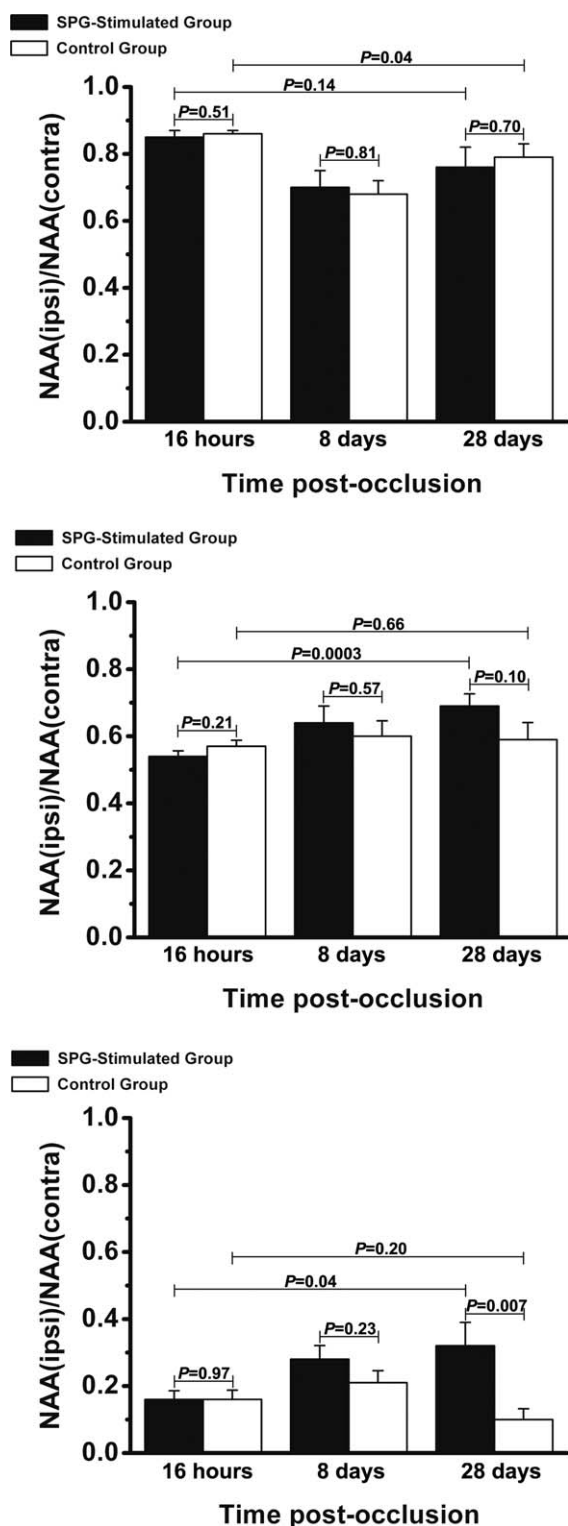 SPG-Stimulated Group
Control Group
P=0.04
P=0.14
P=0.51
P=0.81
P=0.70
1.0
0.8
0.6
0.4
0.2
0.0
NAA(ipsi)/NAA(contra)
16 hours 8 days 28 days
Time post-occlusion
SPG-Stimulated Group
Control Group
P=0.66
P=0.0003
P=0.21
P=0.57
P=0.10
1.0
0.8
0.6
0.4
0.2
0.0
NAA(ipsi)/NAA(contra)
16 hours 8 days 28 days
Time post-occlusion
SPG-Stimulated Group
Control Group
P=0.20
P=0.04
P=0.97
P=0.23
P=0.007
1.0
0.8
0.6
0.4
0.2
0.0
NAA(ipsi)/NAA(contra)
16 hours 8 days 28 days
Time post-occlusion